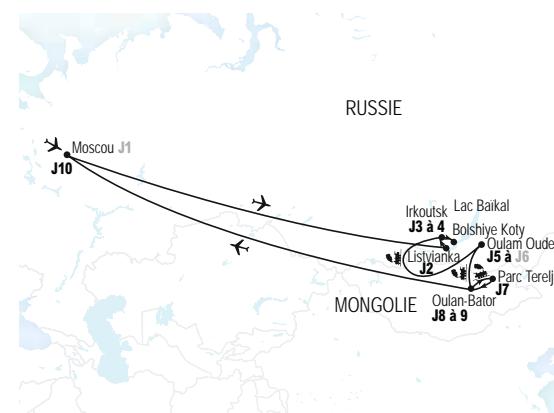 RUSSIE
Moscou J1
J10
Lac Baïkal
Irkoutsk
J3 à 4
Bolshiye Koty
Listvianka
J2
Oulam Oude
J5 à J6
Parc Terelj
J7
MONGOLIE
Oulan-Bator
J8 à 9